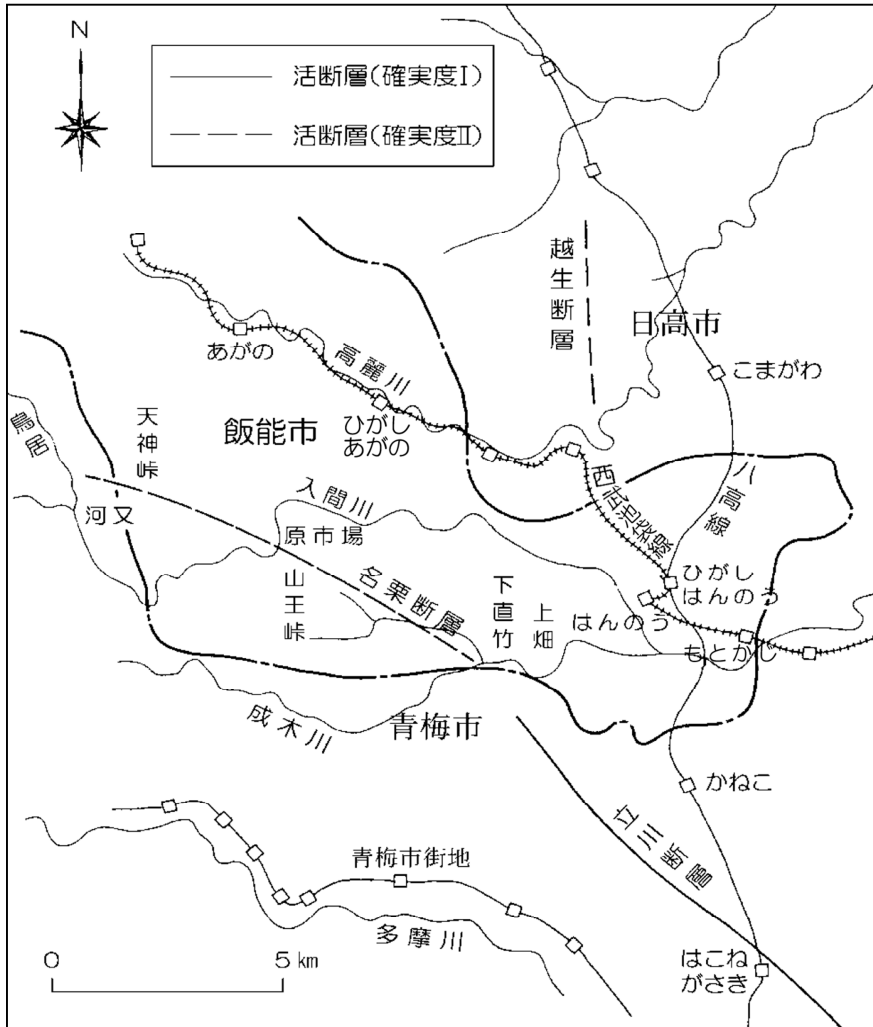 N
活断層(確実度I)
活断層(確実度II)
越生断層
日高市
あがの
高麗川
こまがわ
飯能市
ひがし
あがの
鳥居
天神峠
西武池袋線
八高線
入間川
河又
原市場
ひがし
はんのう
山王峠
名栗断層
下直竹
上畑
はんのう
もとかじ
成木川
青梅市
かねこ
立川断層
青梅市街地
多摩川
はこね
がさき
0 5 km